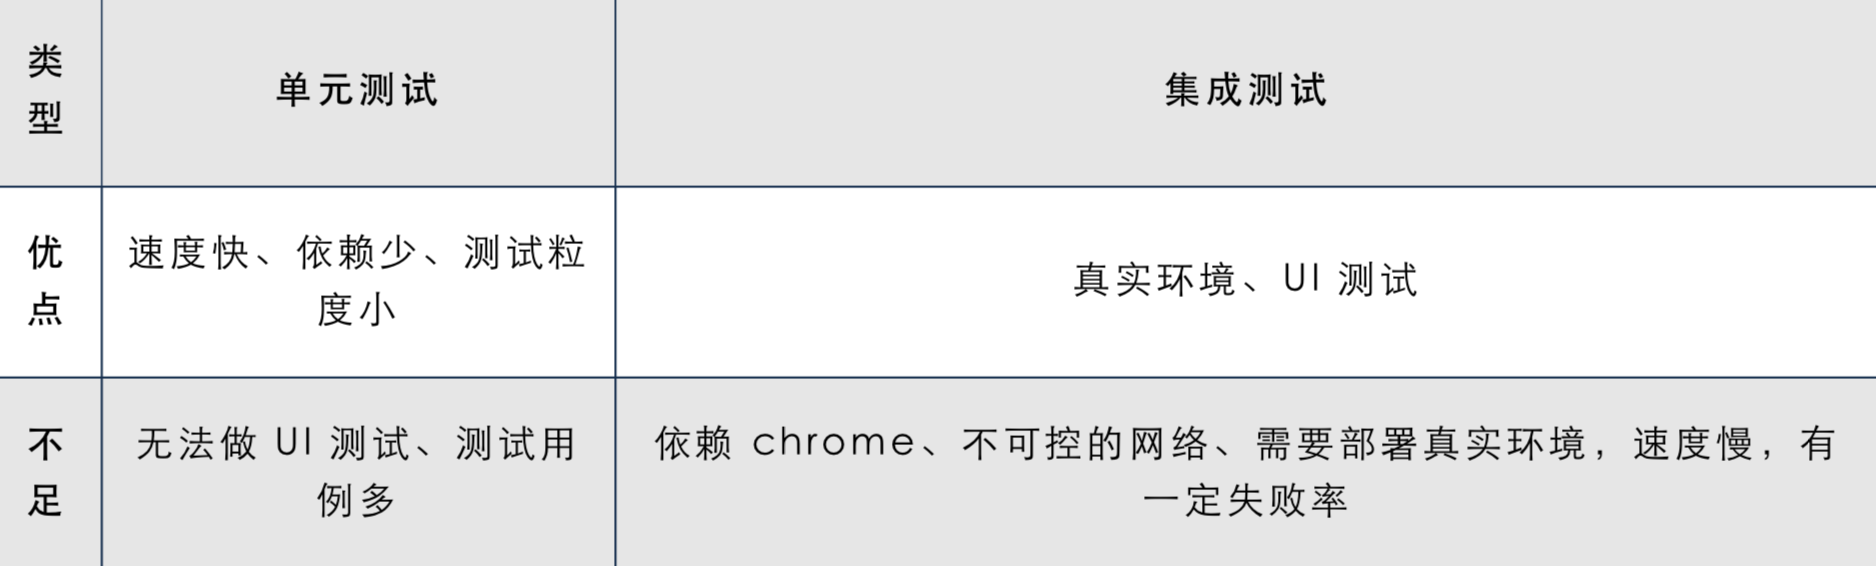 类
型
单元测试
集成测试
优
点
速度快、依赖少、测试粒
度小
真实环境、UI 测试
不
足
无法做 UI 测试、测试用
例多
依赖 chrome、不可控的网络、需要部署真实环境，速度慢，有
一定失败率